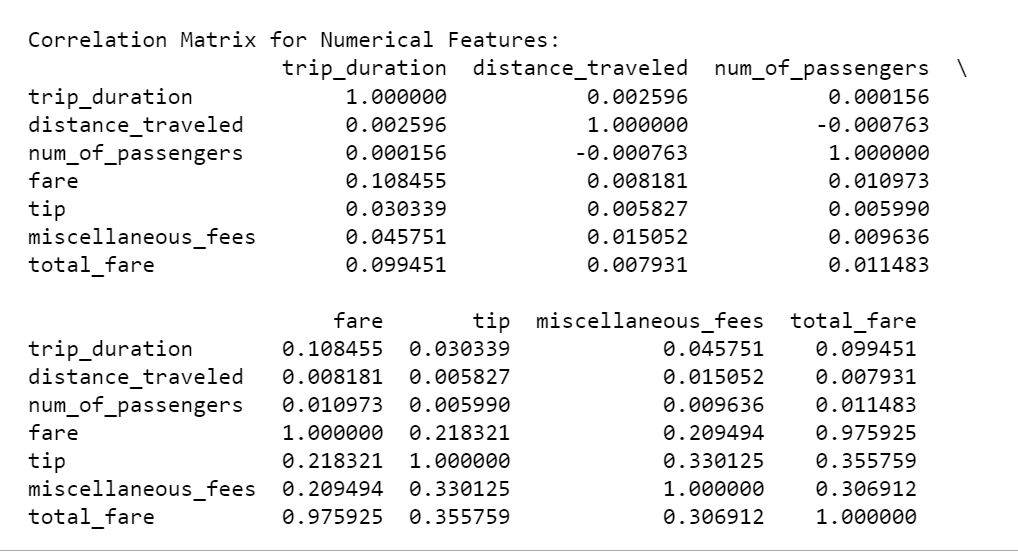 Correlation Matrix for Numerical Features:
                    trip_duration  distance_traveled  num_of_passengers  \
trip_duration            1.000000           0.002596           0.000156
distance_traveled        0.002596           1.000000          -0.000763
num_of_passengers        0.000156          -0.000763           1.000000
fare                     0.108455           0.008181           0.010973
tip                      0.030339           0.005827           0.005990
miscellaneous_fees       0.045751           0.015052           0.009636
total_fare               0.099451           0.007931           0.011483

                        fare       tip  miscellaneous_fees  total_fare
trip_duration       0.108455  0.030339            0.045751    0.099451
distance_traveled   0.008181  0.005827            0.015052    0.007931
num_of_passengers   0.010973  0.005990            0.009636    0.011483
fare                1.000000  0.218321            0.209494    0.975925
tip                 0.218321  1.000000            0.330125    0.355759
miscellaneous_fees  0.209494  0.330125            1.000000    0.306912
total_fare          0.975925  0.355759            0.306912    1.000000